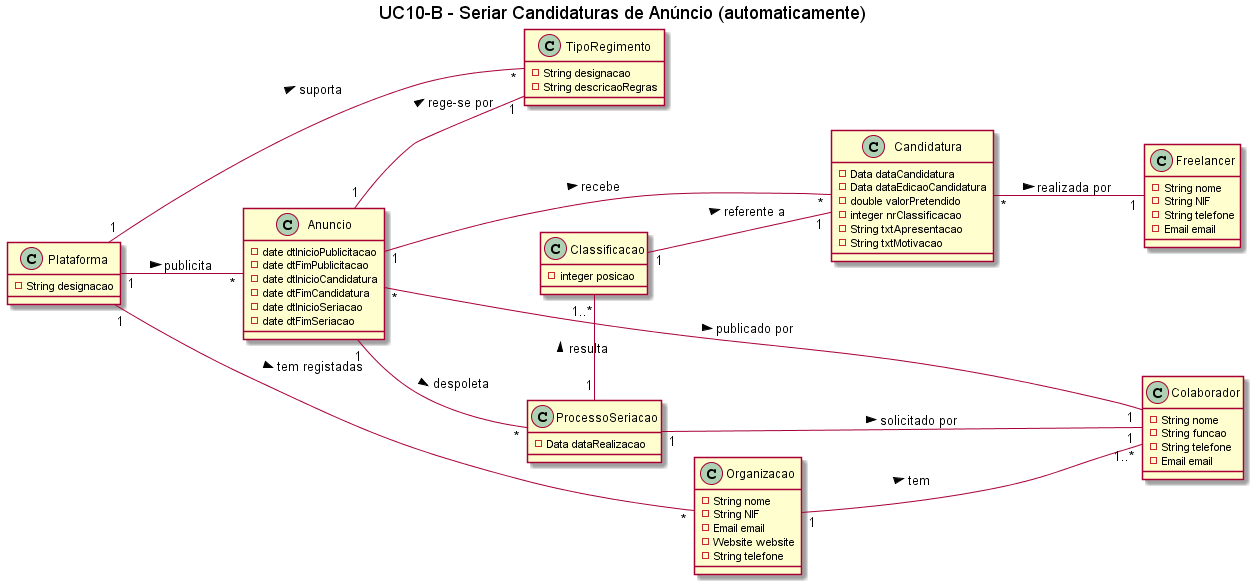 UC10-B - Seriar Candidaturas de Anúncio (automaticamente)
C TipoRegimento
String designacao
String descricaoRegras
suporta
*
rege-se por
1
1
1
C Plataforma
String designacao
publicita
1
*
1
tem registadas
*
C Anuncio
date dtInicioPublicitacao
date dtFimPublicitacao
date dtInicioCandidatura
date dtFimCandidatura
date dtInicioSeriacao
date dtFimSeriacao
recebe
1
*
*
publicado por
1
1
despoleta
*
C Classificacao
integer posicao
referente a
1
1
1..*
resulta
1
C Candidatura
Data dataCandidatura
Data dataEdicaoCandidatura
double valorPretendido
integer nrClassificacao
String txtApresentacao
String txtMotivacao
realizada por
*
1
C Freelancer
String nome
String NIF
String telefone
Email email
C ProcessoSeriacao
Data dataRealizacao
solicitado por
1
1
C Organizacao
String nome
String NIF
Email email
Website website
String telefone
tem
1
1..*
C Colaborador
String nome
String funcao
String telefone
Email email